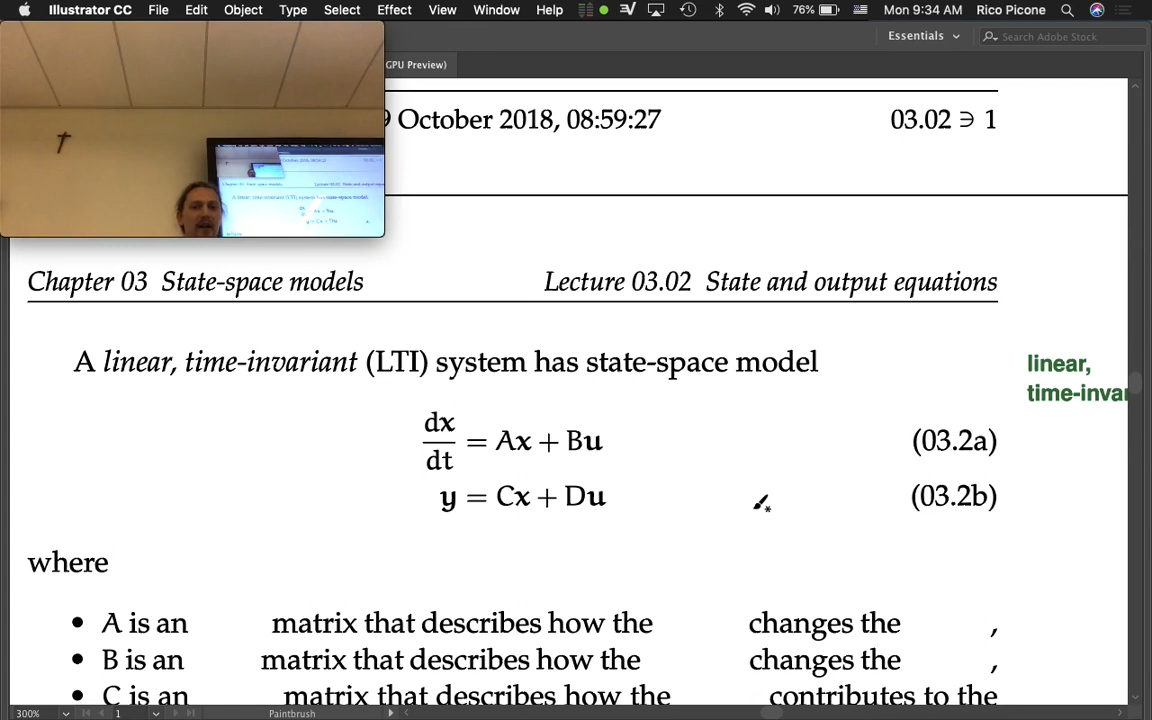 Illustrator CC File Edit Object Type Select Effect View Window Help 76% Mon 9:34 AM Rico Picone
Essentials Search Adobe Stock
GPU Preview)
9 October 2018, 08:59:27 03.02 ∋ 1
Chapter 03 State-space models Lecture 03.02 State and output equations
A linear, time-invariant (LTI) system has state-space model
linear,
time-invar
dx/dt = Ax + Bu (03.2a)
y = Cx + Du (03.2b)
where
• A is an matrix that describes how the changes the ,
• B is an matrix that describes how the changes the ,
• C is an matrix that describes how the contributes to the
300% 1 Paintbrush